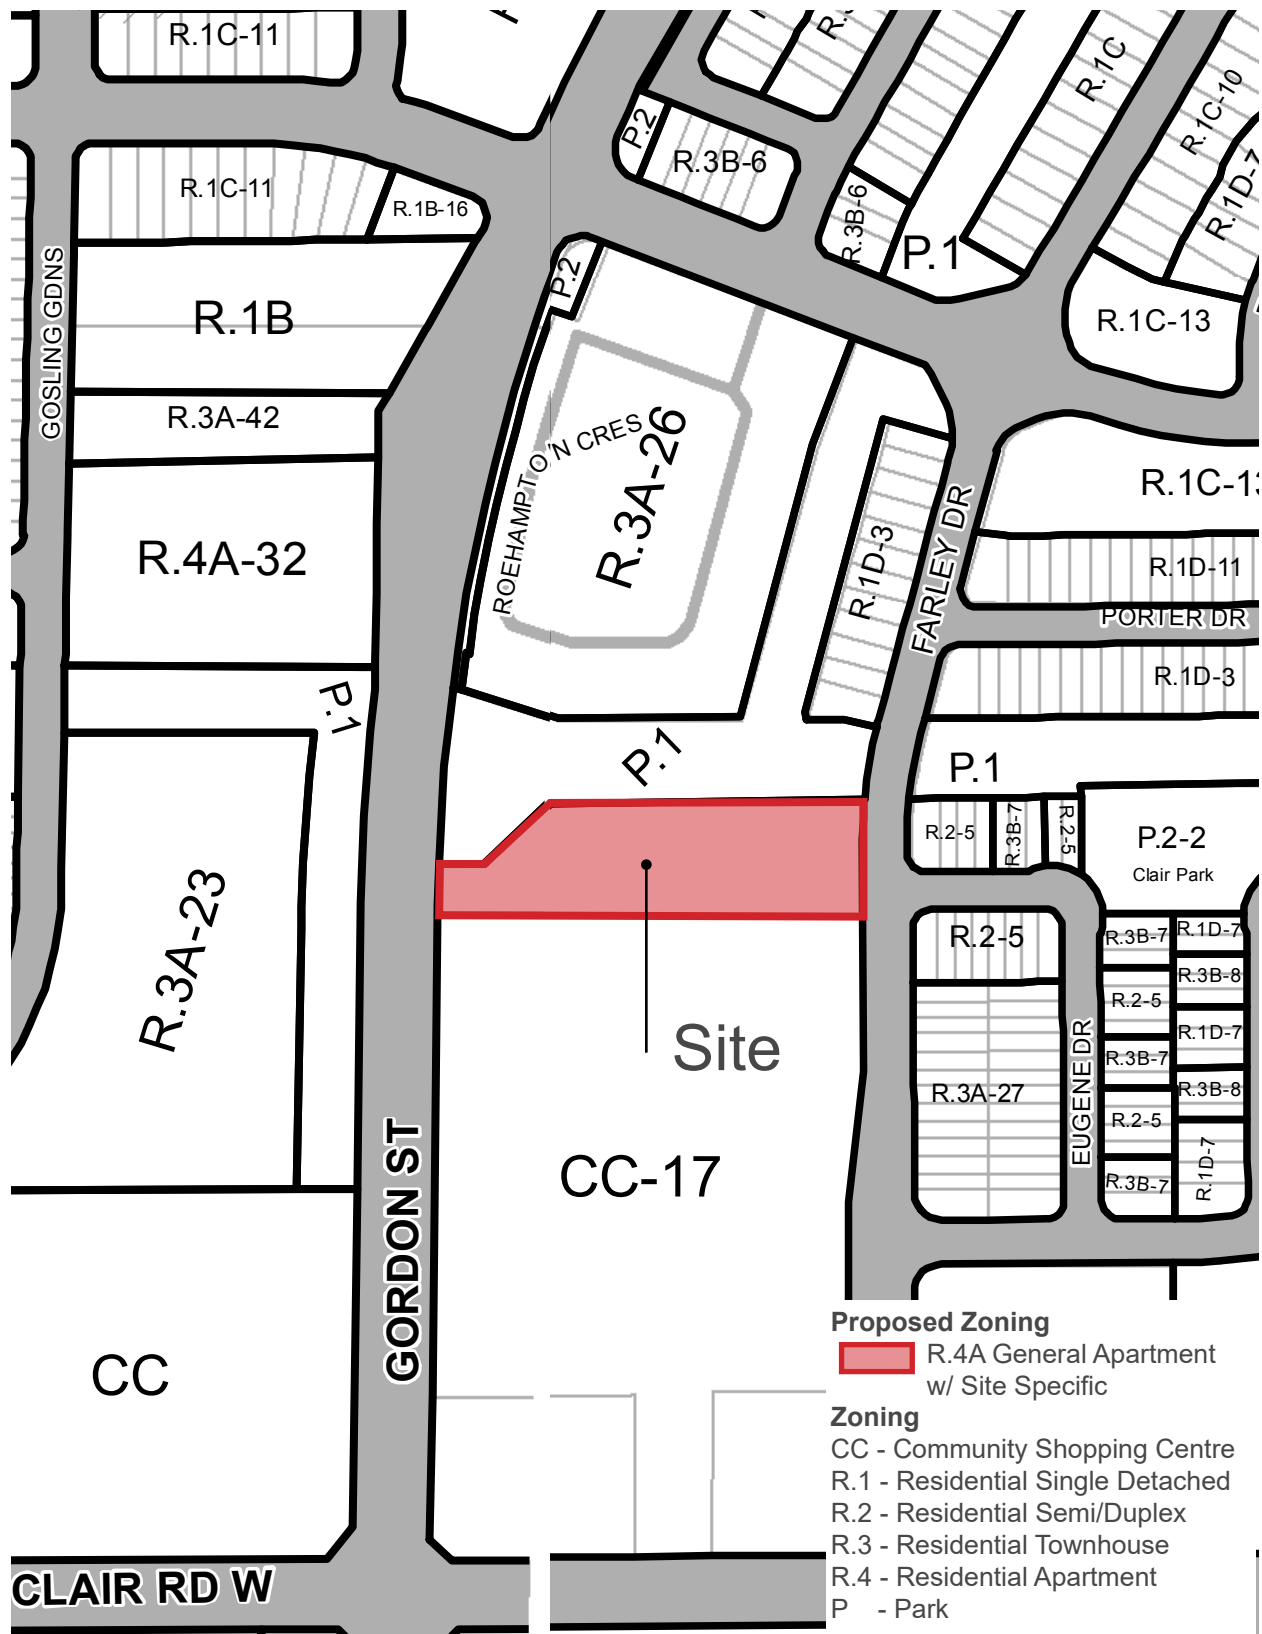 R.1C-11
R.1C
R.1C-10
R.1D-7
P.2
R.3B-6
R.1C-11
R.1B-16
R.3B-6
P.1
P.2
GOSLING GDNS
R.1B
R.1C-13
R.3A-42
ROEHAMPTON CRES
R.3A-26
R.1C-13
R.4A-32
R.1D-3
FARLEY DR
R.1D-11
PORTER DR
R.1D-3
P.1
P.1
P.1
R.2-5
R.3B-7
R.2-5
P.2-2
Clair Park
R.3A-23
R.2-5
R.3B-7
R.1D-7
R.3B-8
R.2-5
R.1D-7
R.3B-7
R.3B-8
R.2-5
R.1D-7
R.3B-7
EUGENE DR
R.3A-27
Site
CC-17
GORDON ST
CC
CLAIR RD W
Proposed Zoning
R.4A General Apartment
w/ Site Specific
Zoning
CC - Community Shopping Centre
R.1 - Residential Single Detached
R.2 - Residential Semi/Duplex
R.3 - Residential Townhouse
R.4 - Residential Apartment
P - Park